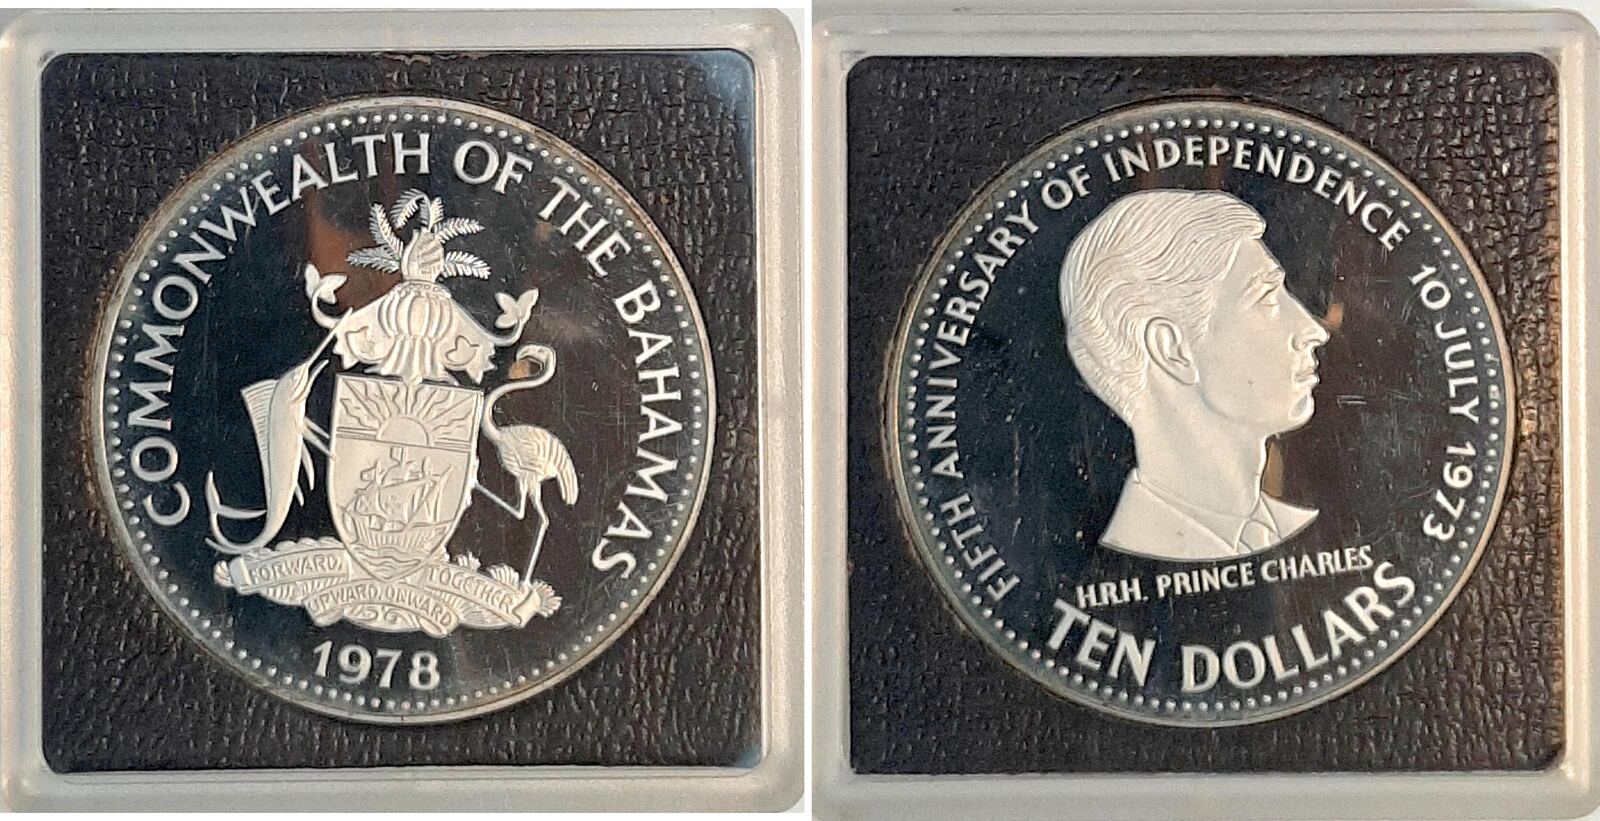 COMMONWEALTH OF THE BAHAMAS
FORWARD,
UPWARD, ONWARD
TOGETHER
1978
FIFTH ANNIVERSARY OF INDEPENDENCE 10 JULY 1973
H.R.H. PRINCE CHARLES
TEN DOLLARS